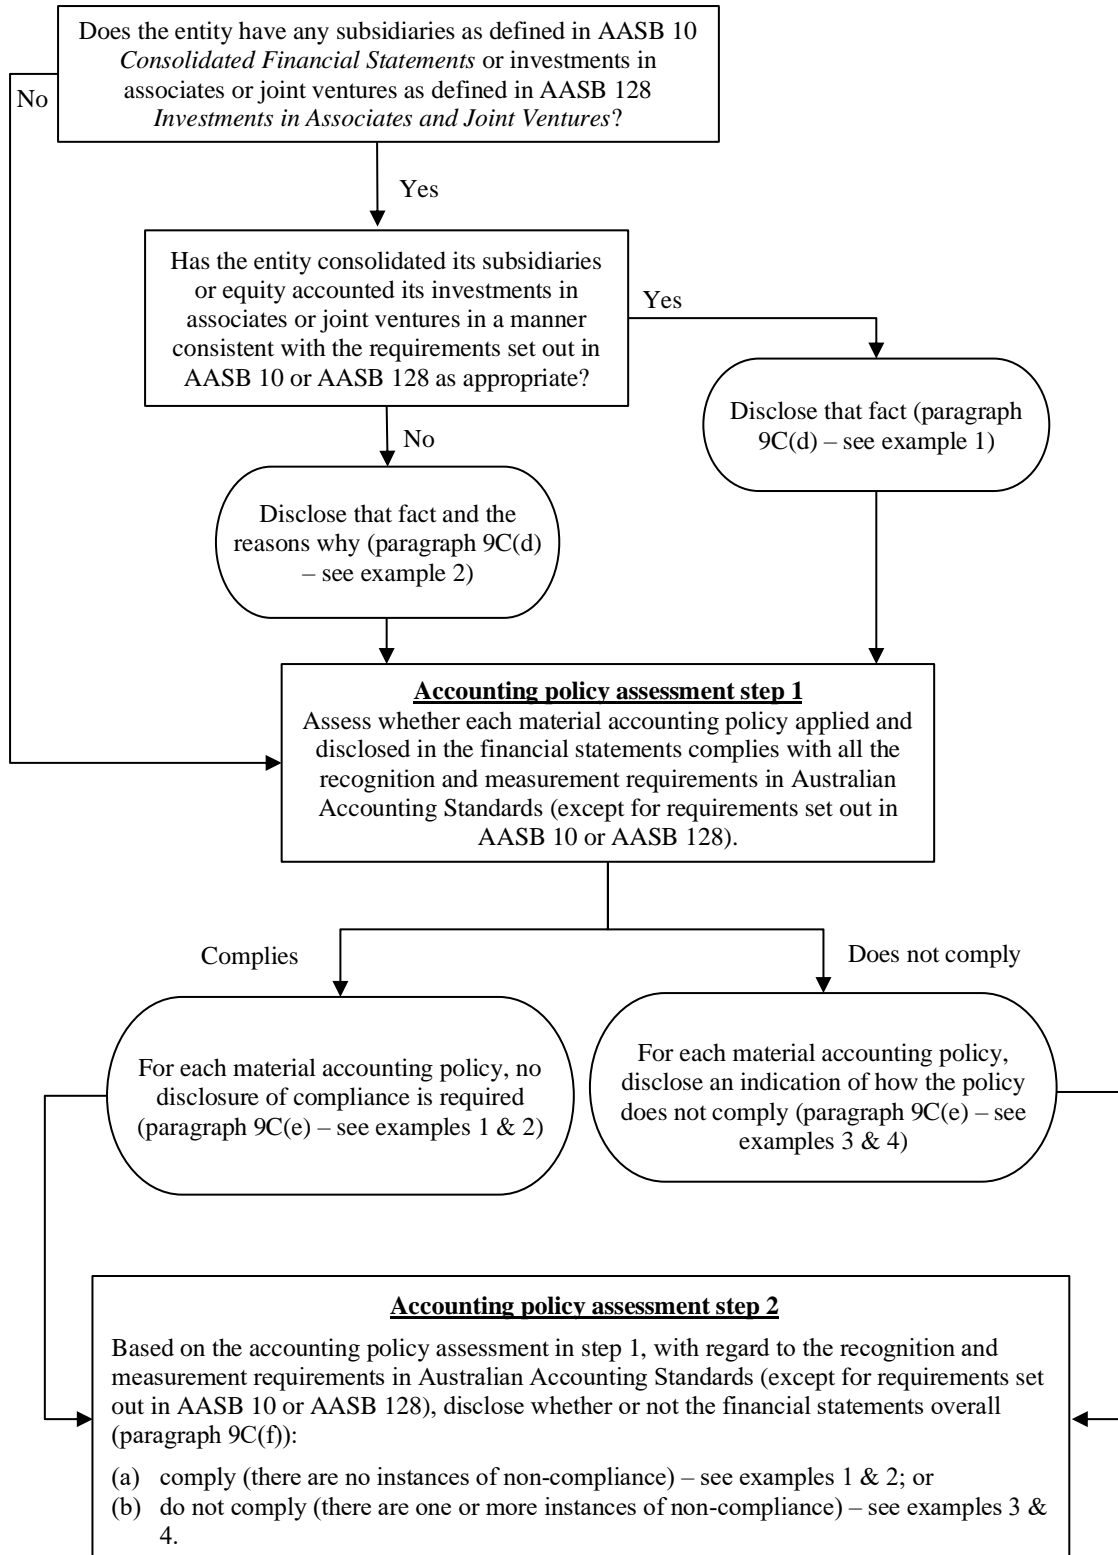 Does the entity have any subsidiaries as defined in AASB 10
Consolidated Financial Statements or investments in
associates or joint ventures as defined in AASB 128
Investments in Associates and Joint Ventures?
No
Yes
Has the entity consolidated its subsidiaries
or equity accounted its investments in
associates or joint ventures in a manner
consistent with the requirements set out in
AASB 10 or AASB 128 as appropriate?
Yes
Disclose that fact (paragraph
9C(d) – see example 1)
No
Disclose that fact and the
reasons why (paragraph 9C(d)
– see example 2)
Accounting policy assessment step 1
Assess whether each material accounting policy applied and
disclosed in the financial statements complies with all the
recognition and measurement requirements in Australian
Accounting Standards (except for requirements set out in
AASB 10 or AASB 128).
Complies
Does not comply
For each material accounting policy, no
disclosure of compliance is required
(paragraph 9C(e) – see examples 1 & 2)
For each material accounting policy,
disclose an indication of how the policy
does not comply (paragraph 9C(e) – see
examples 3 & 4)
Accounting policy assessment step 2
Based on the accounting policy assessment in step 1, with regard to the recognition and
measurement requirements in Australian Accounting Standards (except for requirements set
out in AASB 10 or AASB 128), disclose whether or not the financial statements overall
(paragraph 9C(f)):
(a) comply (there are no instances of non-compliance) – see examples 1 & 2; or
(b) do not comply (there are one or more instances of non-compliance) – see examples 3 &
4.